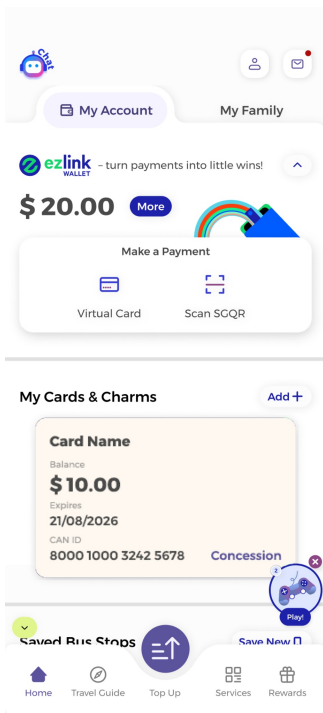 Chat
My Account
My Family
ezlink
WALLET
– turn payments into little wins!
$ 20.00
More
Make a Payment
Virtual Card
Scan SGQR
My Cards & Charms
Add +
Card Name
Balance
$ 10.00
Expires
21/08/2026
CAN ID
8000 1000 3242 5678
Concession
2
Play!
Saved Bus Stops
Save New
Home
Travel Guide
Top Up
Services
Rewards